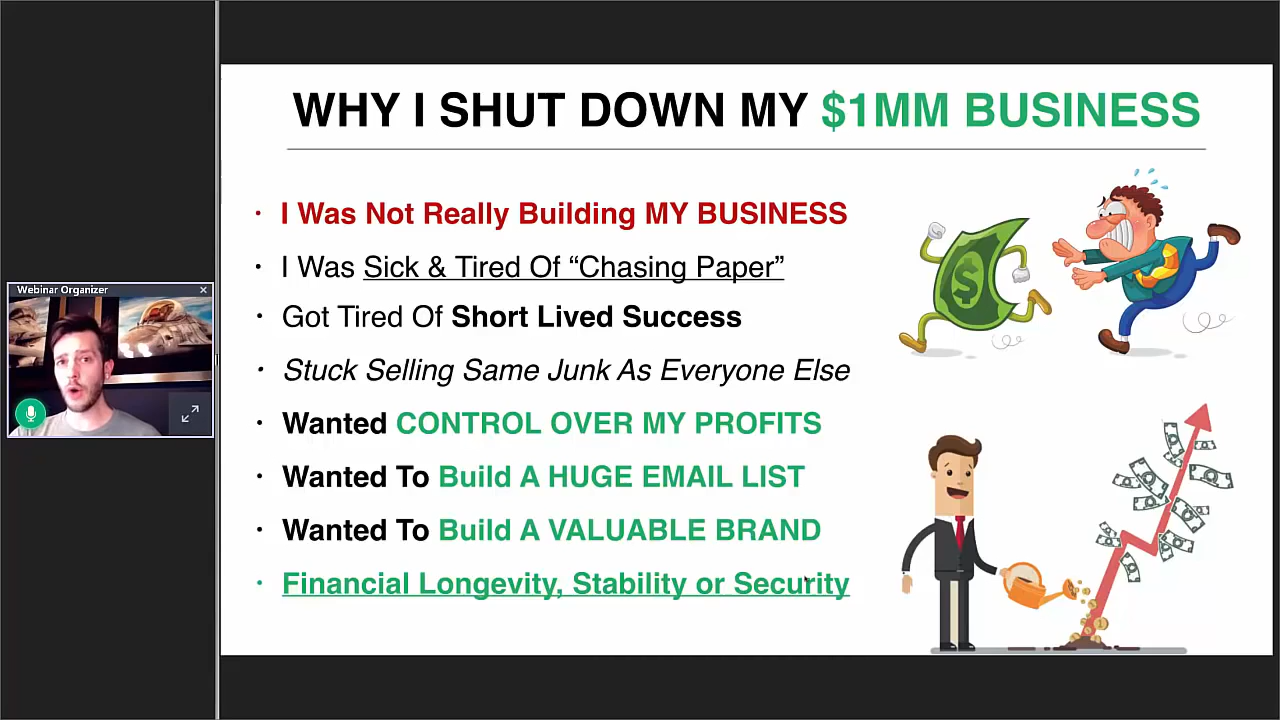 WHY I SHUT DOWN MY $1MM BUSINESS
• I Was Not Really Building MY BUSINESS
• I Was Sick & Tired Of “Chasing Paper”
• Got Tired Of Short Lived Success
• Stuck Selling Same Junk As Everyone Else
• Wanted CONTROL OVER MY PROFITS
• Wanted To Build A HUGE EMAIL LIST
• Wanted To Build A VALUABLE BRAND
• Financial Longevity, Stability or Security
Webinar Organizer
$